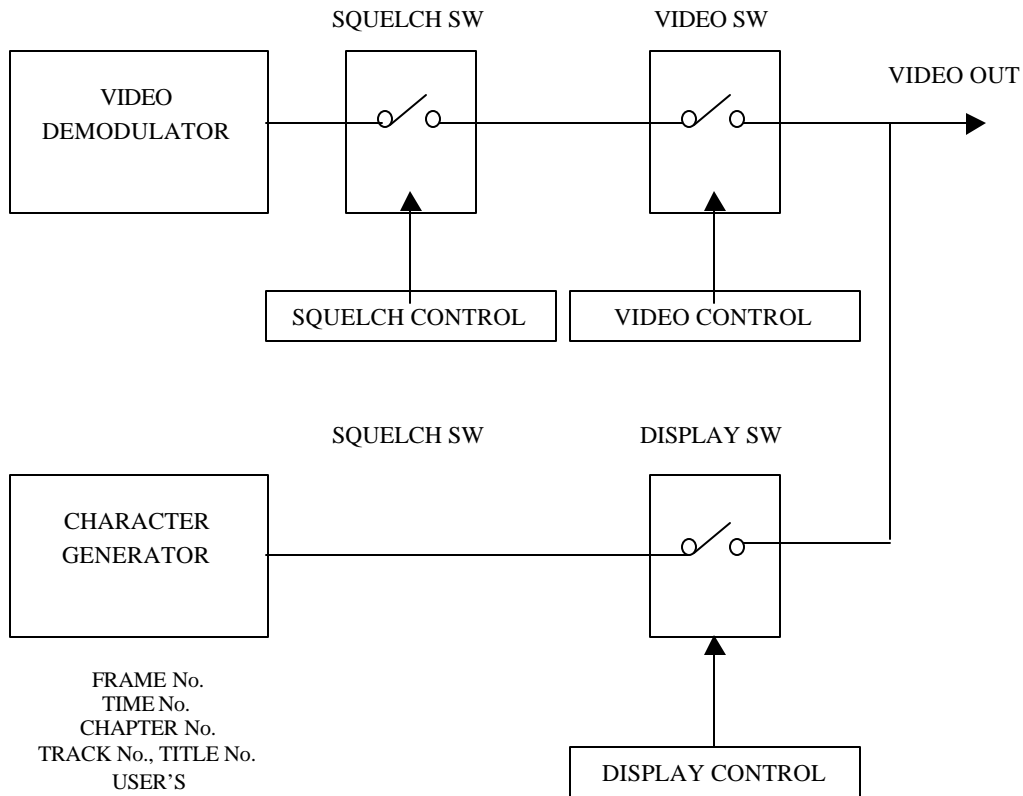 SQUELCH SW
VIDEO SW
VIDEO OUT
VIDEO
DEMODULATOR
SQUELCH CONTROL
VIDEO CONTROL
SQUELCH SW
DISPLAY SW
CHARACTER
GENERATOR
FRAME No.
TIME No.
CHAPTER No.
TRACK No., TITLE No.
USER'S
DISPLAY CONTROL